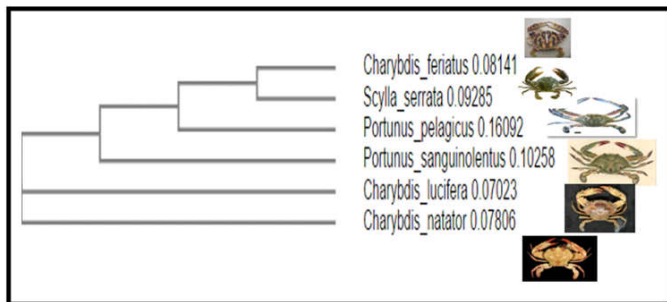 Charybdis_feriatus 0.08141
Scylla_serrata 0.09285
Portunus_pelagicus 0.16092
Portunus_sanguinolentus 0.10258
Charybdis_lucifera 0.07023
Charybdis_natator 0.07806